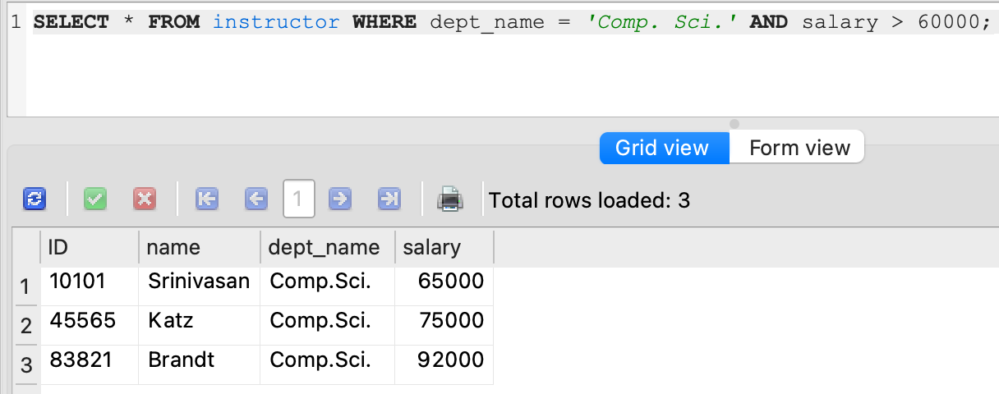 1 SELECT * FROM instructor WHERE dept_name = 'Comp. Sci.' AND salary > 60000;
Grid view Form view
1 Total rows loaded: 3
ID name dept_name salary
1 10101 Srinivasan Comp.Sci. 65000
2 45565 Katz Comp.Sci. 75000
3 83821 Brandt Comp.Sci. 92000